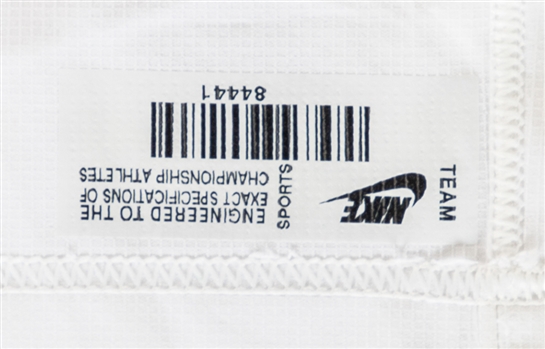 TEAM
NIKE
SPORTS
ENGINEERED TO THE
EXACT SPECIFICATIONS OF
CHAMPIONSHIP ATHLETES
84441